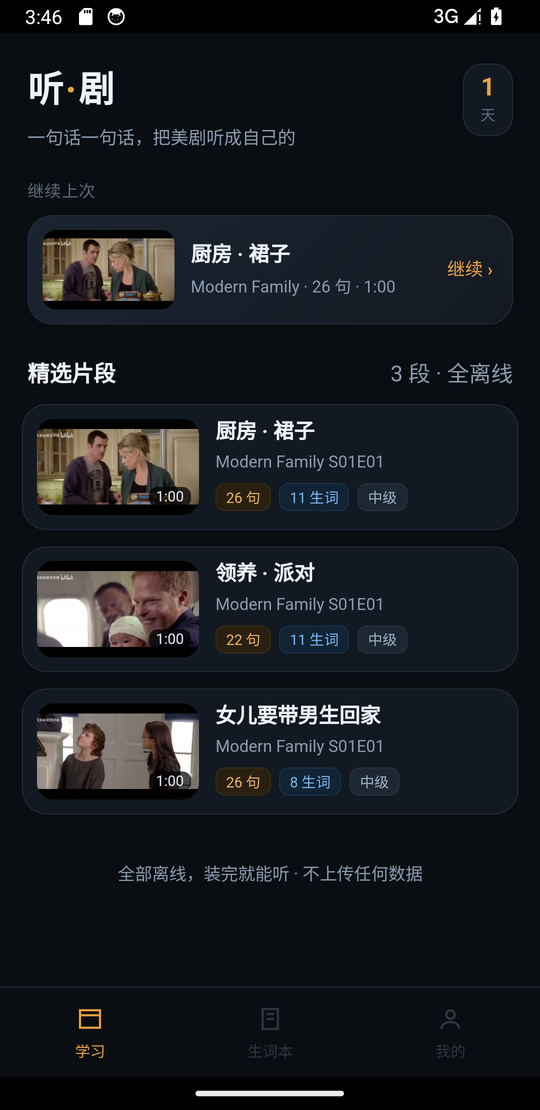 3:46
3G
听·剧
1
天
一句话一句话，把美剧听成自己的
继续上次
厨房 · 裙子
Modern Family · 26 句 · 1:00
继续 ›
精选片段
3 段 · 全离线
厨房 · 裙子
Modern Family S01E01
1:00
26 句
11 生词
中级
领养 · 派对
Modern Family S01E01
1:00
22 句
11 生词
中级
女儿要带男生回家
Modern Family S01E01
1:00
26 句
8 生词
中级
全部离线，装完就能听 · 不上传任何数据
学习
生词本
我的